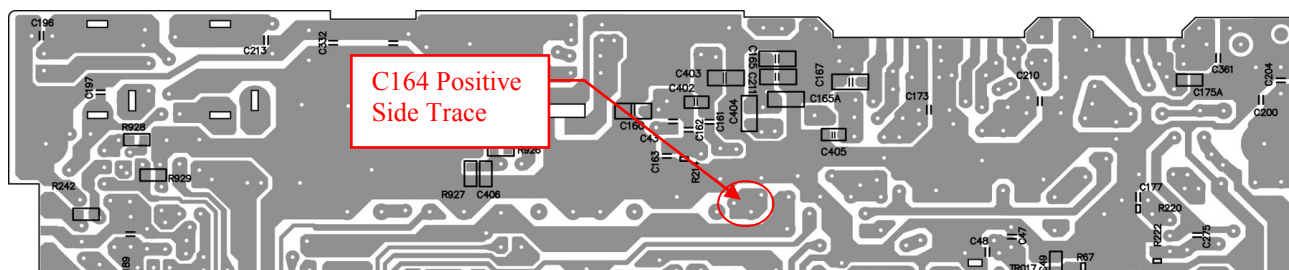 C196
C213
C332
C197
R928
R929
R242
C164 Positive
Side Trace
R927
C406
C160
C43
C163
C162
C161
C402
C403
C404
C211
C165
C165A
C167
C405
C173
C210
C361
C175A
C204
C200
C177
R220
R222
C275
C47
C48
TR017
R67